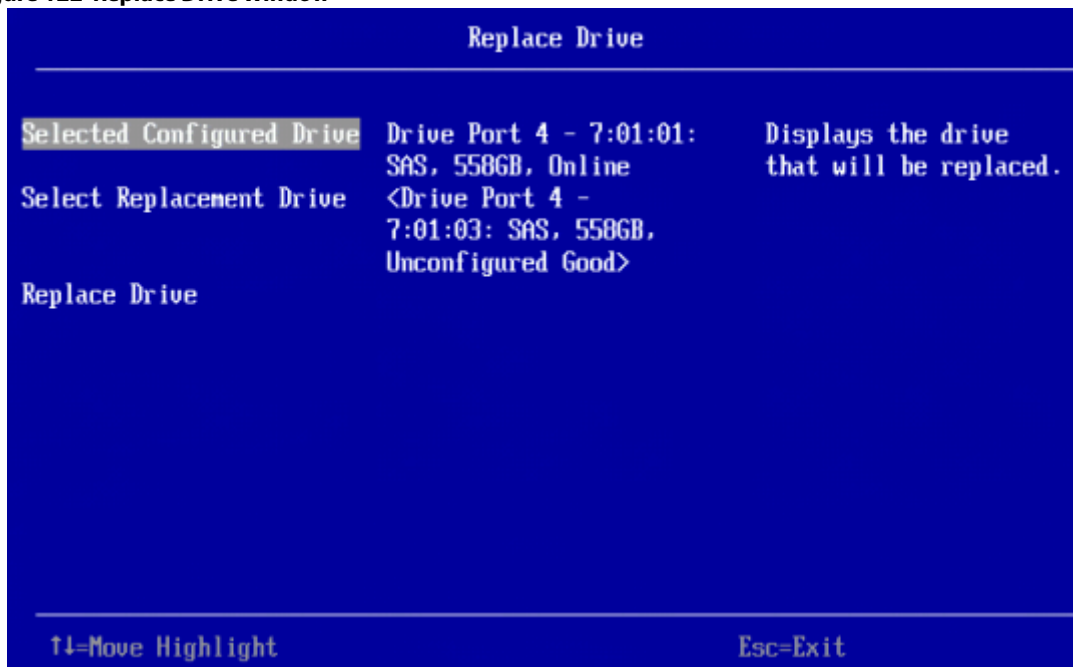 Replace Drive
Selected Configured Drive
Drive Port 4 - 7:01:01:
SAS, 558GB, Online
Displays the drive
that will be replaced.
Select Replacement Drive
<Drive Port 4 -
7:01:03: SAS, 558GB,
Unconfigured Good>
Replace Drive
↑↓=Move Highlight
Esc=Exit